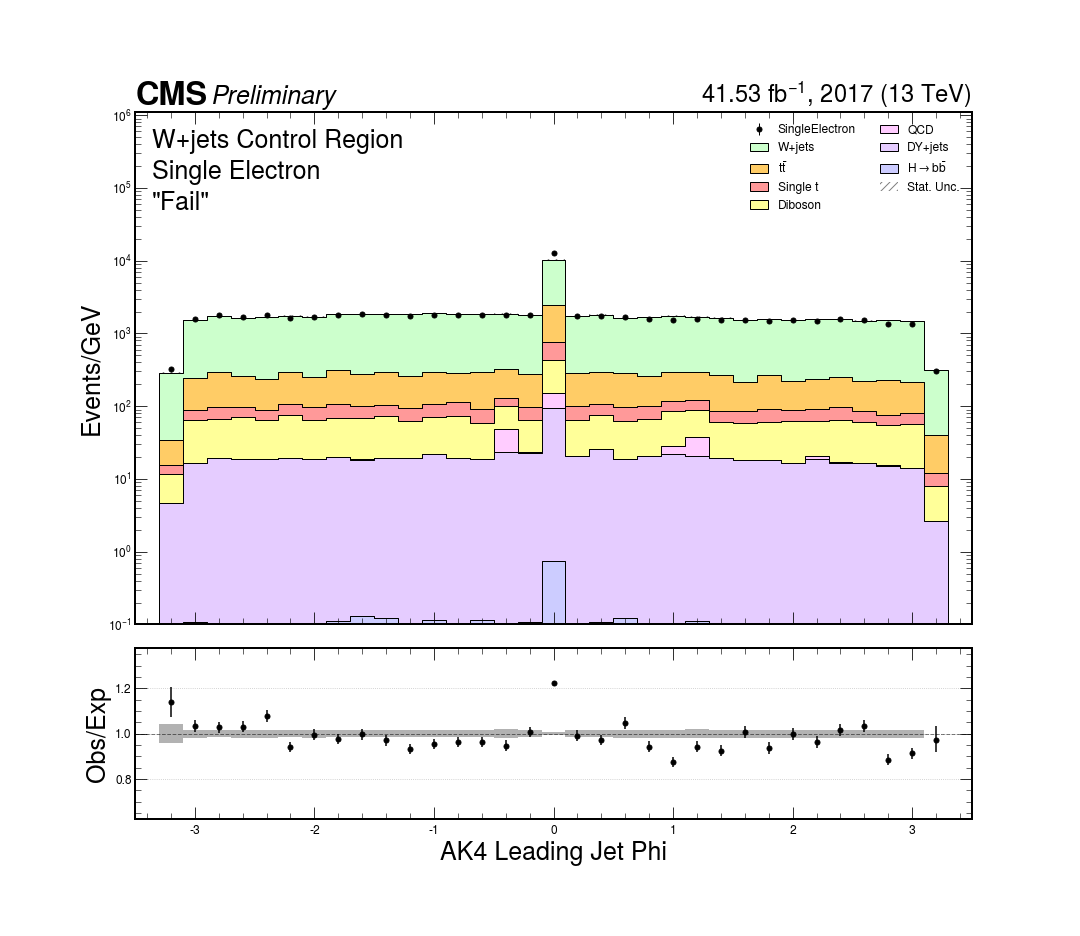 CMS Preliminary
41.53 fb⁻¹, 2017 (13 TeV)
W+jets Control Region
Single Electron
"Fail"
SingleElectron
W+jets
tt̄
Single t
Diboson
QCD
DY+jets
H→bb̄
Stat. Unc.
Events/GeV
10⁶
10⁵
10⁴
10³
10²
10¹
10⁰
10⁻¹
Obs/Exp
1.2
1.0
0.8
-3 -2 -1 0 1 2 3
AK4 Leading Jet Phi